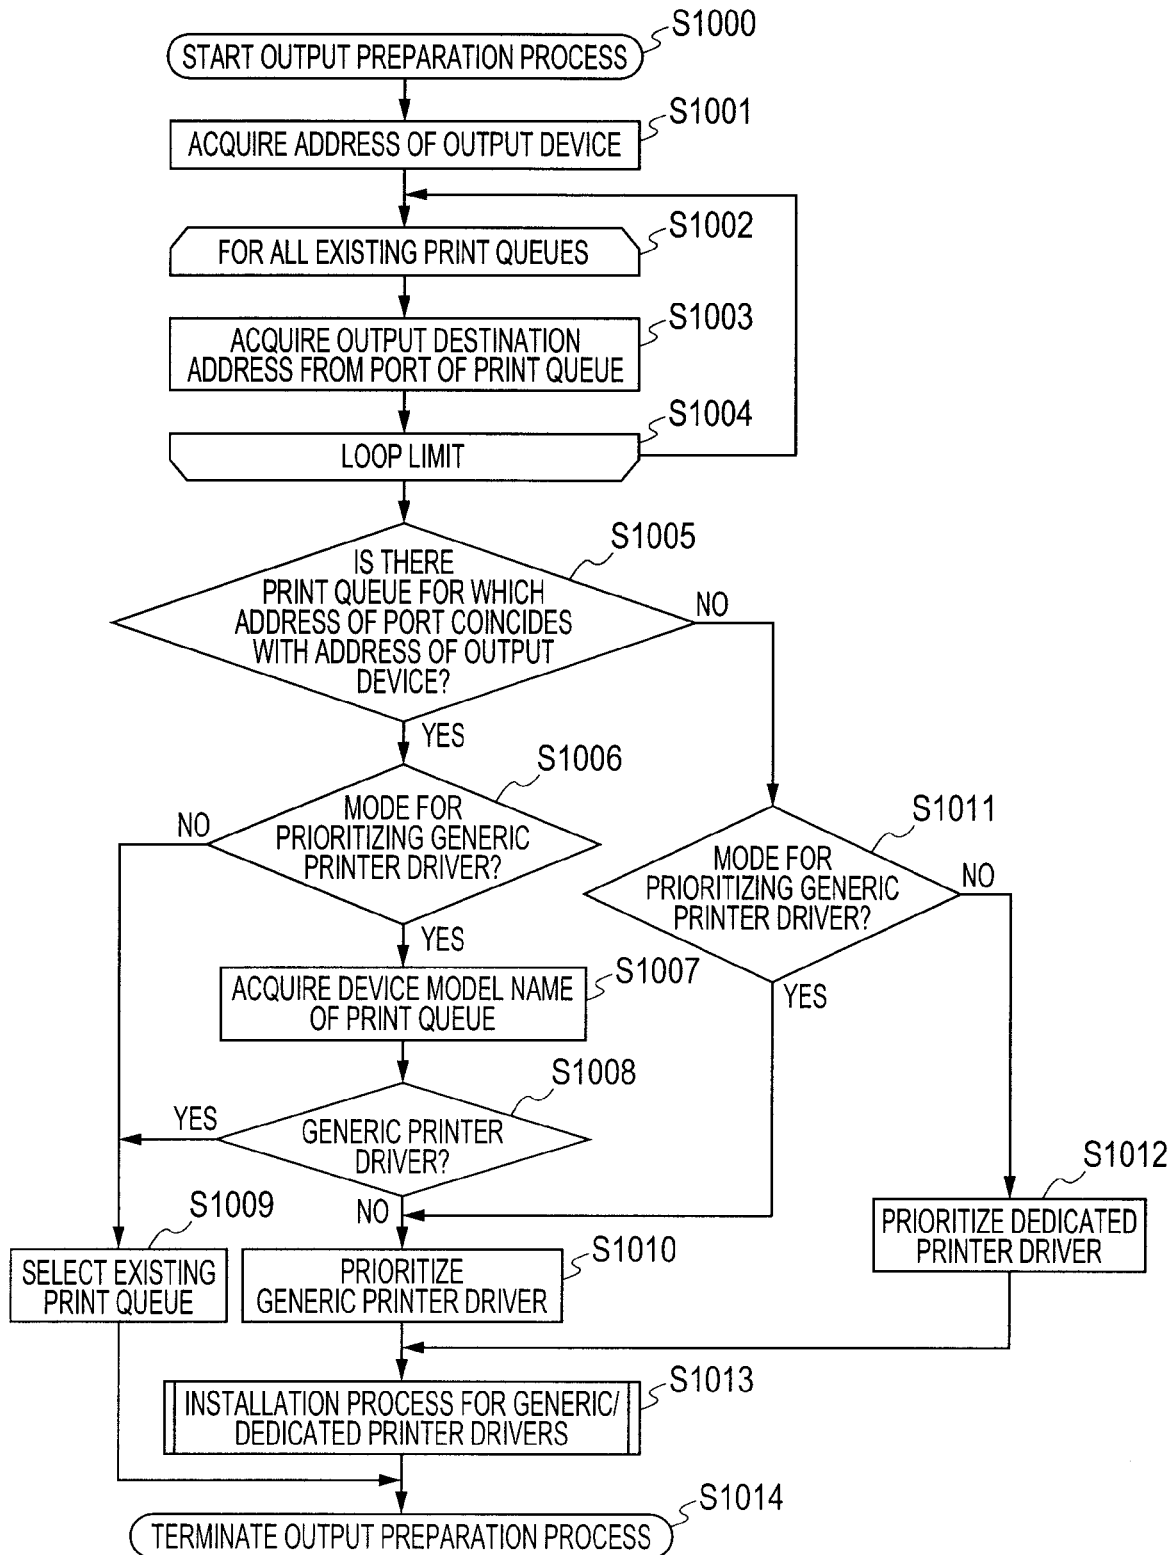 S1000
START OUTPUT PREPARATION PROCESS
S1001
ACQUIRE ADDRESS OF OUTPUT DEVICE
S1002
FOR ALL EXISTING PRINT QUEUES
S1003
ACQUIRE OUTPUT DESTINATION
ADDRESS FROM PORT OF PRINT QUEUE
S1004
LOOP LIMIT
S1005
IS THERE
PRINT QUEUE FOR WHICH
ADDRESS OF PORT COINCIDES
WITH ADDRESS OF OUTPUT
DEVICE?
NO
YES
S1006
MODE FOR
PRIORITIZING GENERIC
PRINTER DRIVER?
NO
YES
S1011
MODE FOR
PRIORITIZING GENERIC
PRINTER DRIVER?
NO
YES
S1007
ACQUIRE DEVICE MODEL NAME
OF PRINT QUEUE
S1008
GENERIC PRINTER
DRIVER?
YES
NO
S1012
PRIORITIZE DEDICATED
PRINTER DRIVER
S1009
SELECT EXISTING
PRINT QUEUE
S1010
PRIORITIZE
GENERIC PRINTER DRIVER
S1013
INSTALLATION PROCESS FOR GENERIC/
DEDICATED PRINTER DRIVERS
S1014
TERMINATE OUTPUT PREPARATION PROCESS